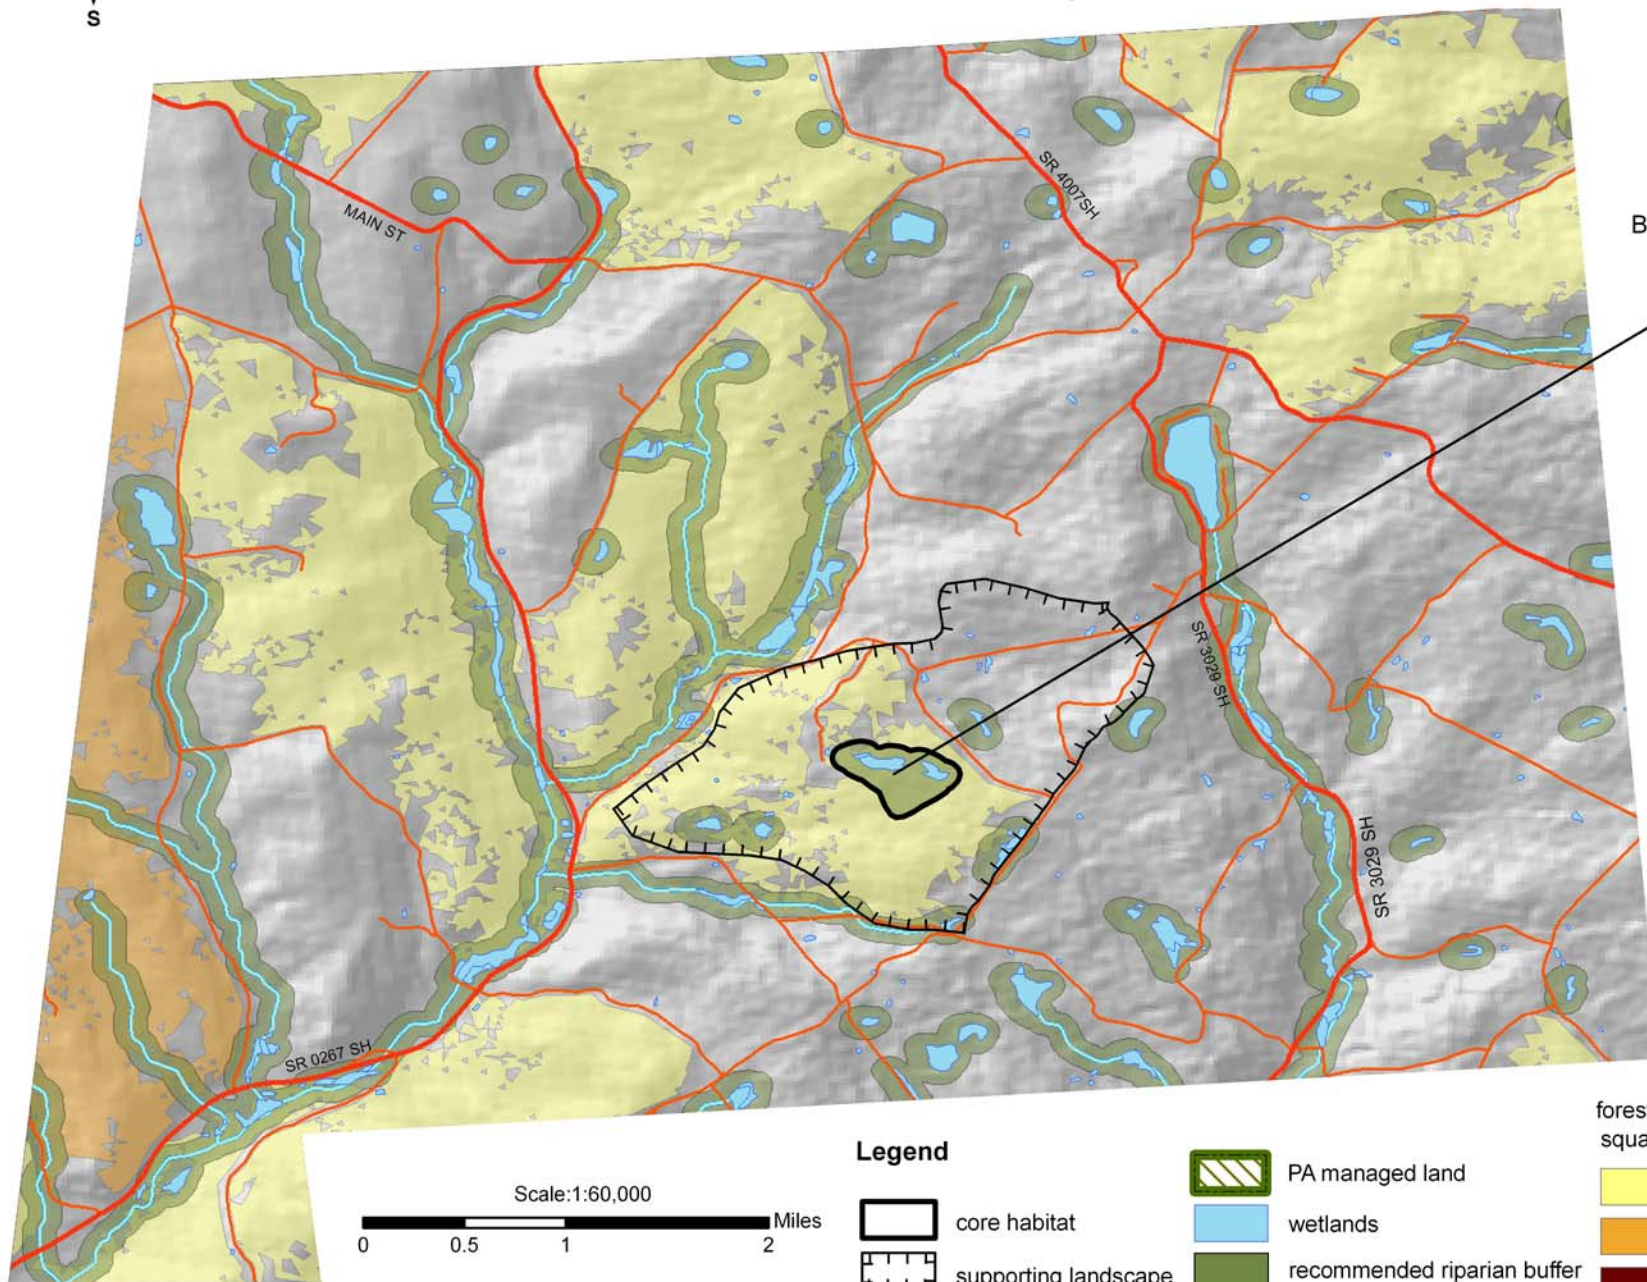 S
MAIN ST
SR 4007SH
B
SR 3029 SH
SR 3029 SH
SR 0267 SH
Legend
Scale:1:60,000
Miles
0 0.5 1 2
core habitat
supporting landscape
PA managed land
wetlands
recommended riparian buffer
fores
squa